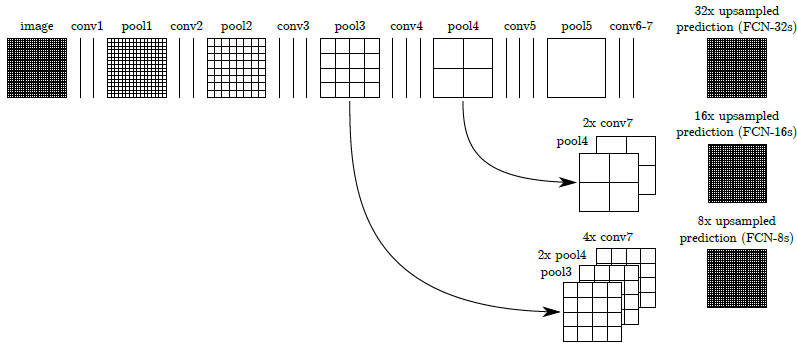 image conv1 pool1 conv2 pool2 conv3 pool3 conv4 pool4 conv5 pool5 conv6-7
32x upsampled
prediction (FCN-32s)
16x upsampled
prediction (FCN-16s)
2x conv7
pool4
8x upsampled
prediction (FCN-8s)
4x conv7
2x pool4
pool3